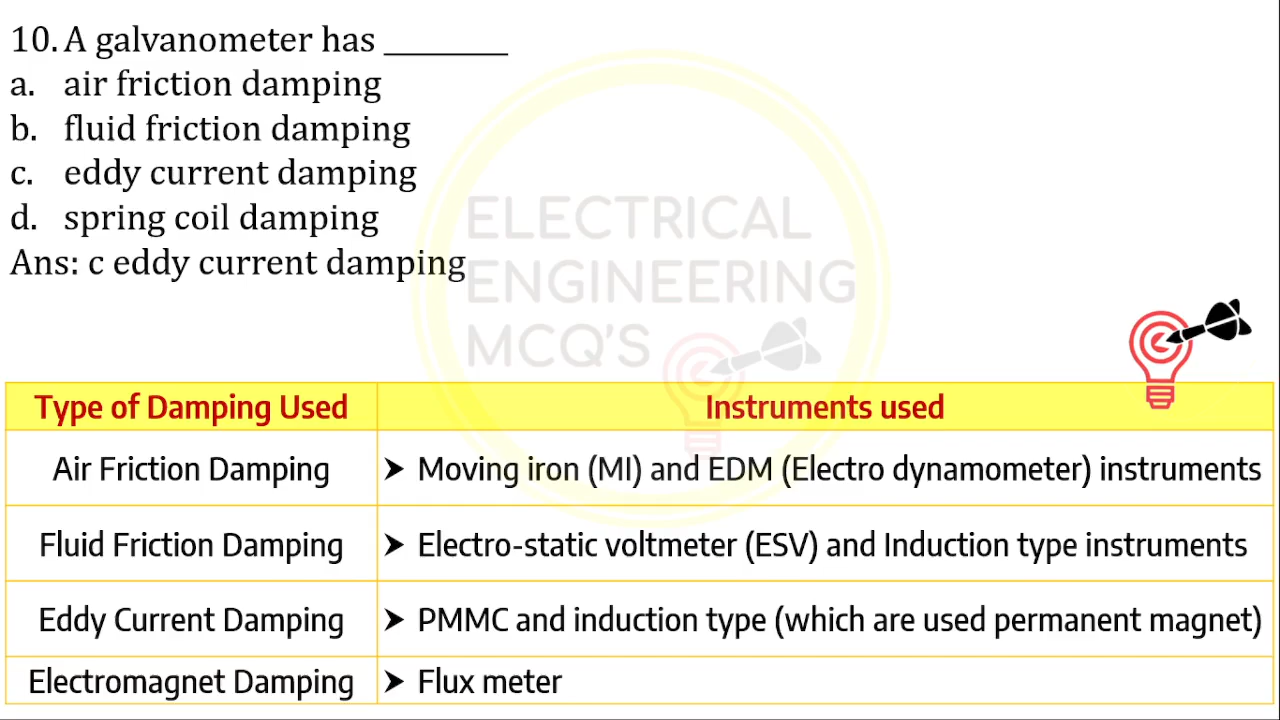 10. A galvanometer has ________
a. air friction damping
b. fluid friction damping
c. eddy current damping
d. spring coil damping
Ans: c eddy current damping
ELECTRICAL
ENGINEERING
MCQ'S
Type of Damping Used Instruments used
Air Friction Damping ➤ Moving iron (MI) and EDM (Electro dynamometer) instruments
Fluid Friction Damping ➤ Electro-static voltmeter (ESV) and Induction type instruments
Eddy Current Damping ➤ PMMC and induction type (which are used permanent magnet)
Electromagnet Damping ➤ Flux meter